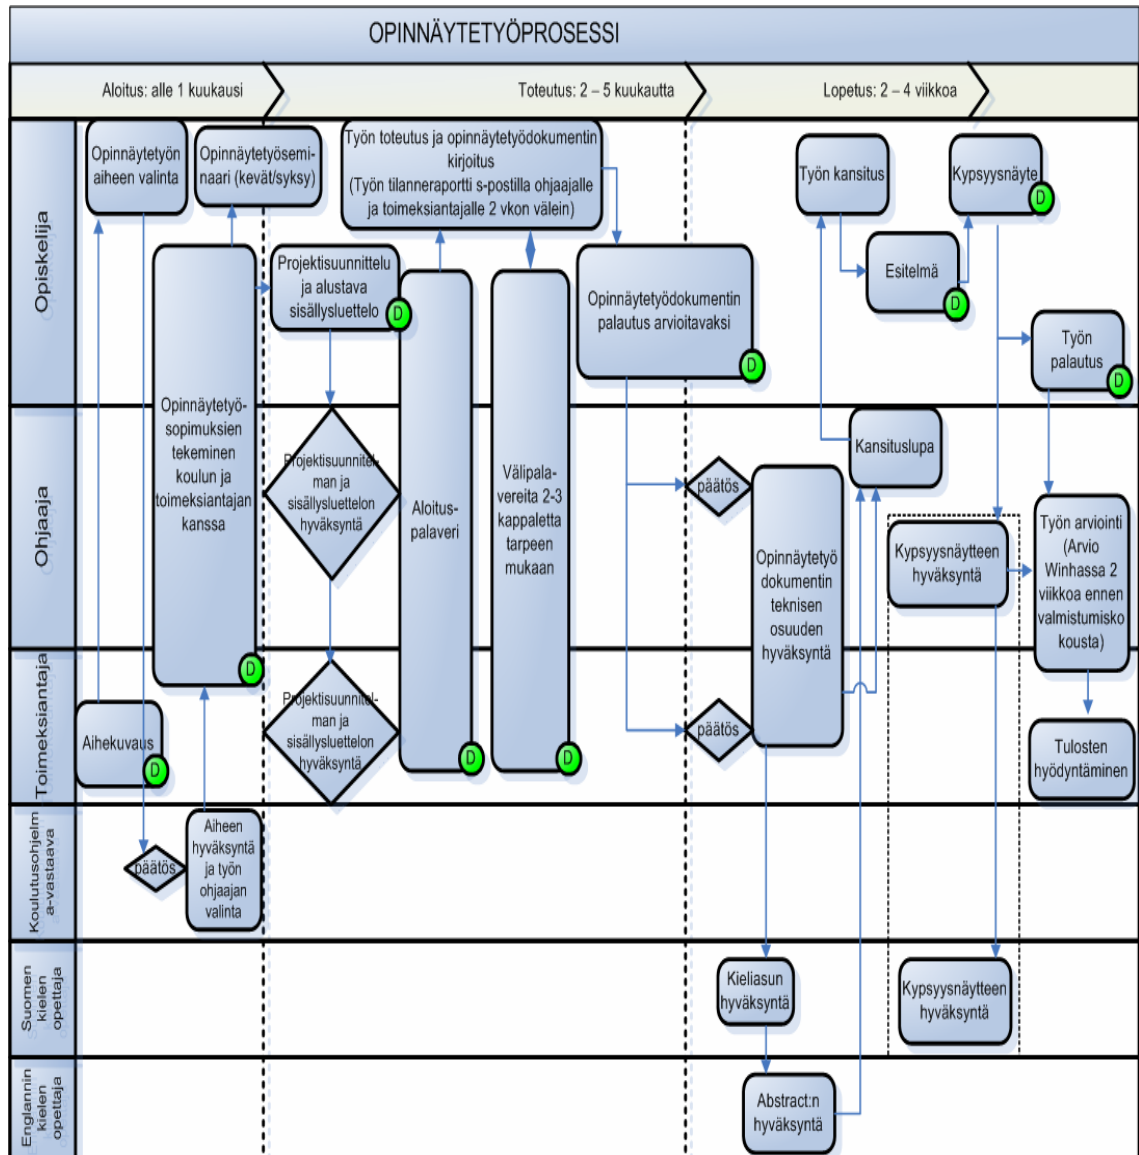 OPINNÄYTETYÖPROSESSI
Aloitus: alle 1 kuukausi
Toteutus: 2 – 5 kuukautta
Lopetus: 2 – 4 viikkoa
Opiskelija
Opinnäytetyön
aiheen valinta
Opinnäytetyösemi-
naari (kevät/syksy)
Työn toteutus ja opinnäytetyödokumentin
kirjoitus
(Työn tilanneraportti s-postilla ohjaajalle
ja toimeksiantajalle 2 vkon välein)
Työn kansitus
Kypsyysnäyte
D
Esitelmä
D
Projektisuunnittelu
ja alustava
sisällysluettelo
D
Opinnäytetyödokumentin
palautus arvioitavaksi
D
Työn
palautus
D
Ohjaaja
Opinnäytetyö-
sopimuksien
tekeminen
koulun ja
toimeksiantajan
kanssa
D
Projektisuunnitel-
man ja
sisällysluettelon
hyväksyntä
Aloitus-
palaveri
D
Välipala-
vereita 2-3
kappaletta
tarpeen
mukaan
D
päätös
Opinnäytetyö
dokumentin
teknisen
osuuden
hyväksyntä
Kansituslupa
Kypsyysnäytteen
hyväksyntä
Työn arviointi
(Arvio
Winhassa 2
viikkoa ennen
valmistumisko
kousta)
Toimeksiantaja
Aihekuvaus
D
Projektisuunnitel-
man ja
sisällysluettelon
hyväksyntä
päätös
Tulosten
hyödyntäminen
Koulutusohjelm
a-vastaava
päätös
Aiheen
hyväksyntä
ja työn
ohjaajan
valinta
Suomen
kielen
opettaja
Kieliasun
hyväksyntä
Kypsyysnäytteen
hyväksyntä
Englannin
kielen
opettaja
Abstract:n
hyväksyntä